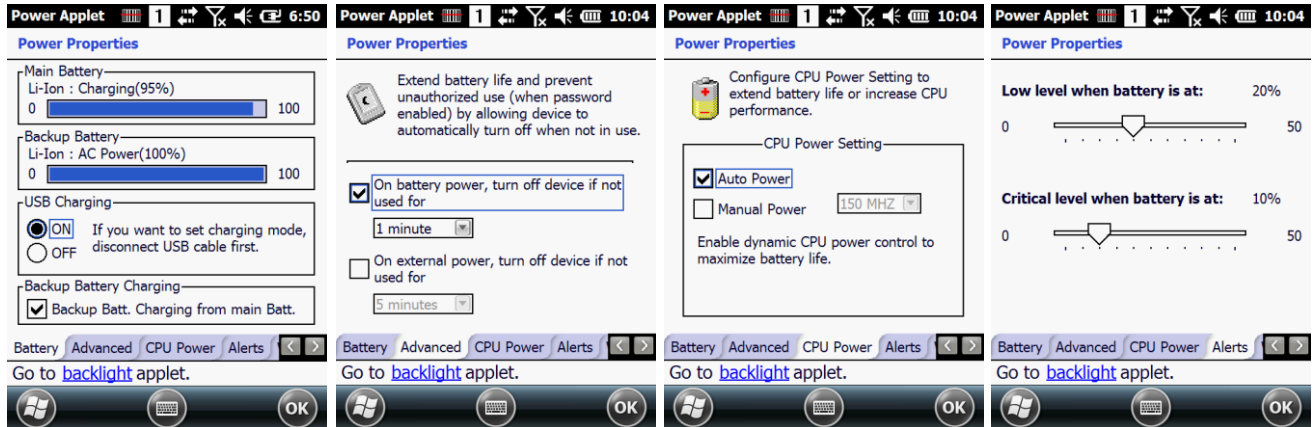 Power Applet 1 6:50
Power Properties
Main Battery
Li-Ion : Charging(95%)
0 100
Backup Battery
Li-Ion : AC Power(100%)
0 100
USB Charging
ON
OFF
If you want to set charging mode,
disconnect USB cable first.
Backup Battery Charging
Backup Batt. Charging from main Batt.
Battery Advanced CPU Power Alerts
Go to backlight applet.
OK
Power Applet 1 10:04
Power Properties
Extend battery life and prevent
unauthorized use (when password
enabled) by allowing device to
automatically turn off when not in use.
On battery power, turn off device if not
used for
1 minute
On external power, turn off device if not
used for
5 minutes
Battery Advanced CPU Power Alerts
Go to backlight applet.
OK
Power Applet 1 10:04
Power Properties
Configure CPU Power Setting to
extend battery life or increase CPU
performance.
CPU Power Setting
Auto Power
Manual Power 150 MHZ
Enable dynamic CPU power control to
maximize battery life.
Battery Advanced CPU Power Alerts
Go to backlight applet.
OK
Power Applet 1 10:04
Power Properties
Low level when battery is at: 20%
0 50
Critical level when battery is at: 10%
0 50
Battery Advanced CPU Power Alerts
Go to backlight applet.
OK